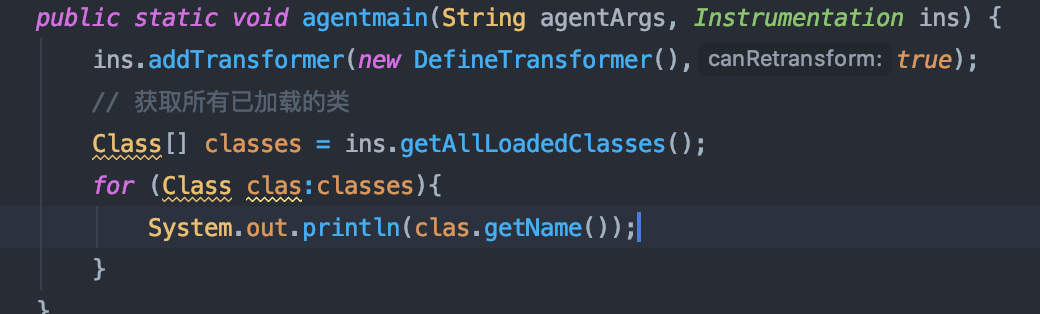 public static void agentmain(String agentArgs, Instrumentation ins) {
ins.addTransformer(new DefineTransformer(), canRetransform: true);
// 获取所有已加载的类
Class[] classes = ins.getAllLoadedClasses();
for (Class clas:classes){
System.out.println(clas.getName());
}
}